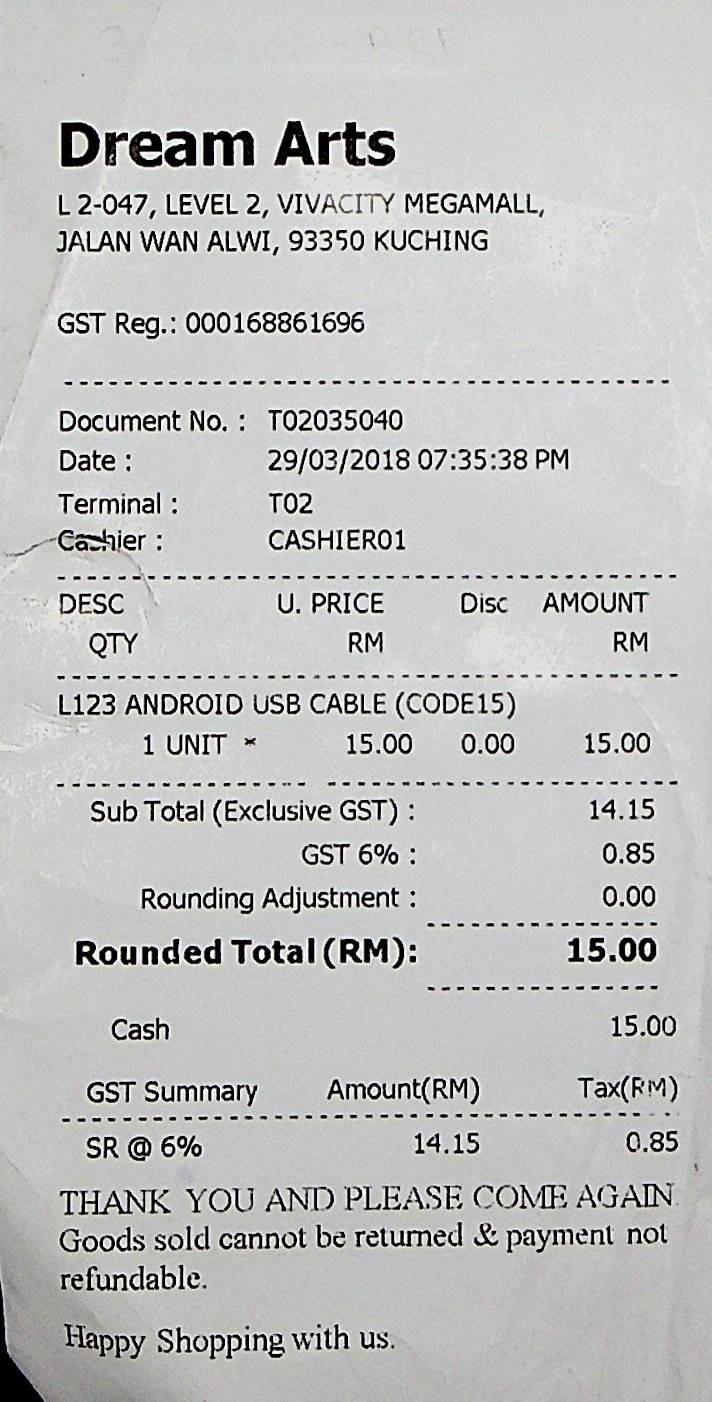 Dream Arts
L 2-047, LEVEL 2, VIVACITY MEGAMALL,
JALAN WAN ALWI, 93350 KUCHING
GST Reg.: 000168861696
Document No. : T02035040
Date : 29/03/2018 07:35:38 PM
Terminal : T02
Cashier : CASHIER01
DESC U. PRICE Disc AMOUNT
QTY RM RM
L123 ANDROID USB CABLE (CODE15)
1 UNIT * 15.00 0.00 15.00
Sub Total (Exclusive GST) : 14.15
GST 6% : 0.85
Rounding Adjustment : 0.00
Rounded Total (RM): 15.00
Cash 15.00
GST Summary Amount(RM) Tax(RM)
SR @ 6% 14.15 0.85
THANK YOU AND PLEASE COME AGAIN
Goods sold cannot be returned & payment not
refundable.
Happy Shopping with us.